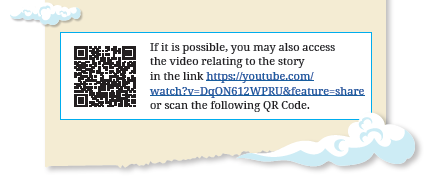 If it is possible, you may also access
the video relating to the story
in the link https://youtube.com/
watch?v=DqON612WPRU&feature=share
or scan the following QR Code.